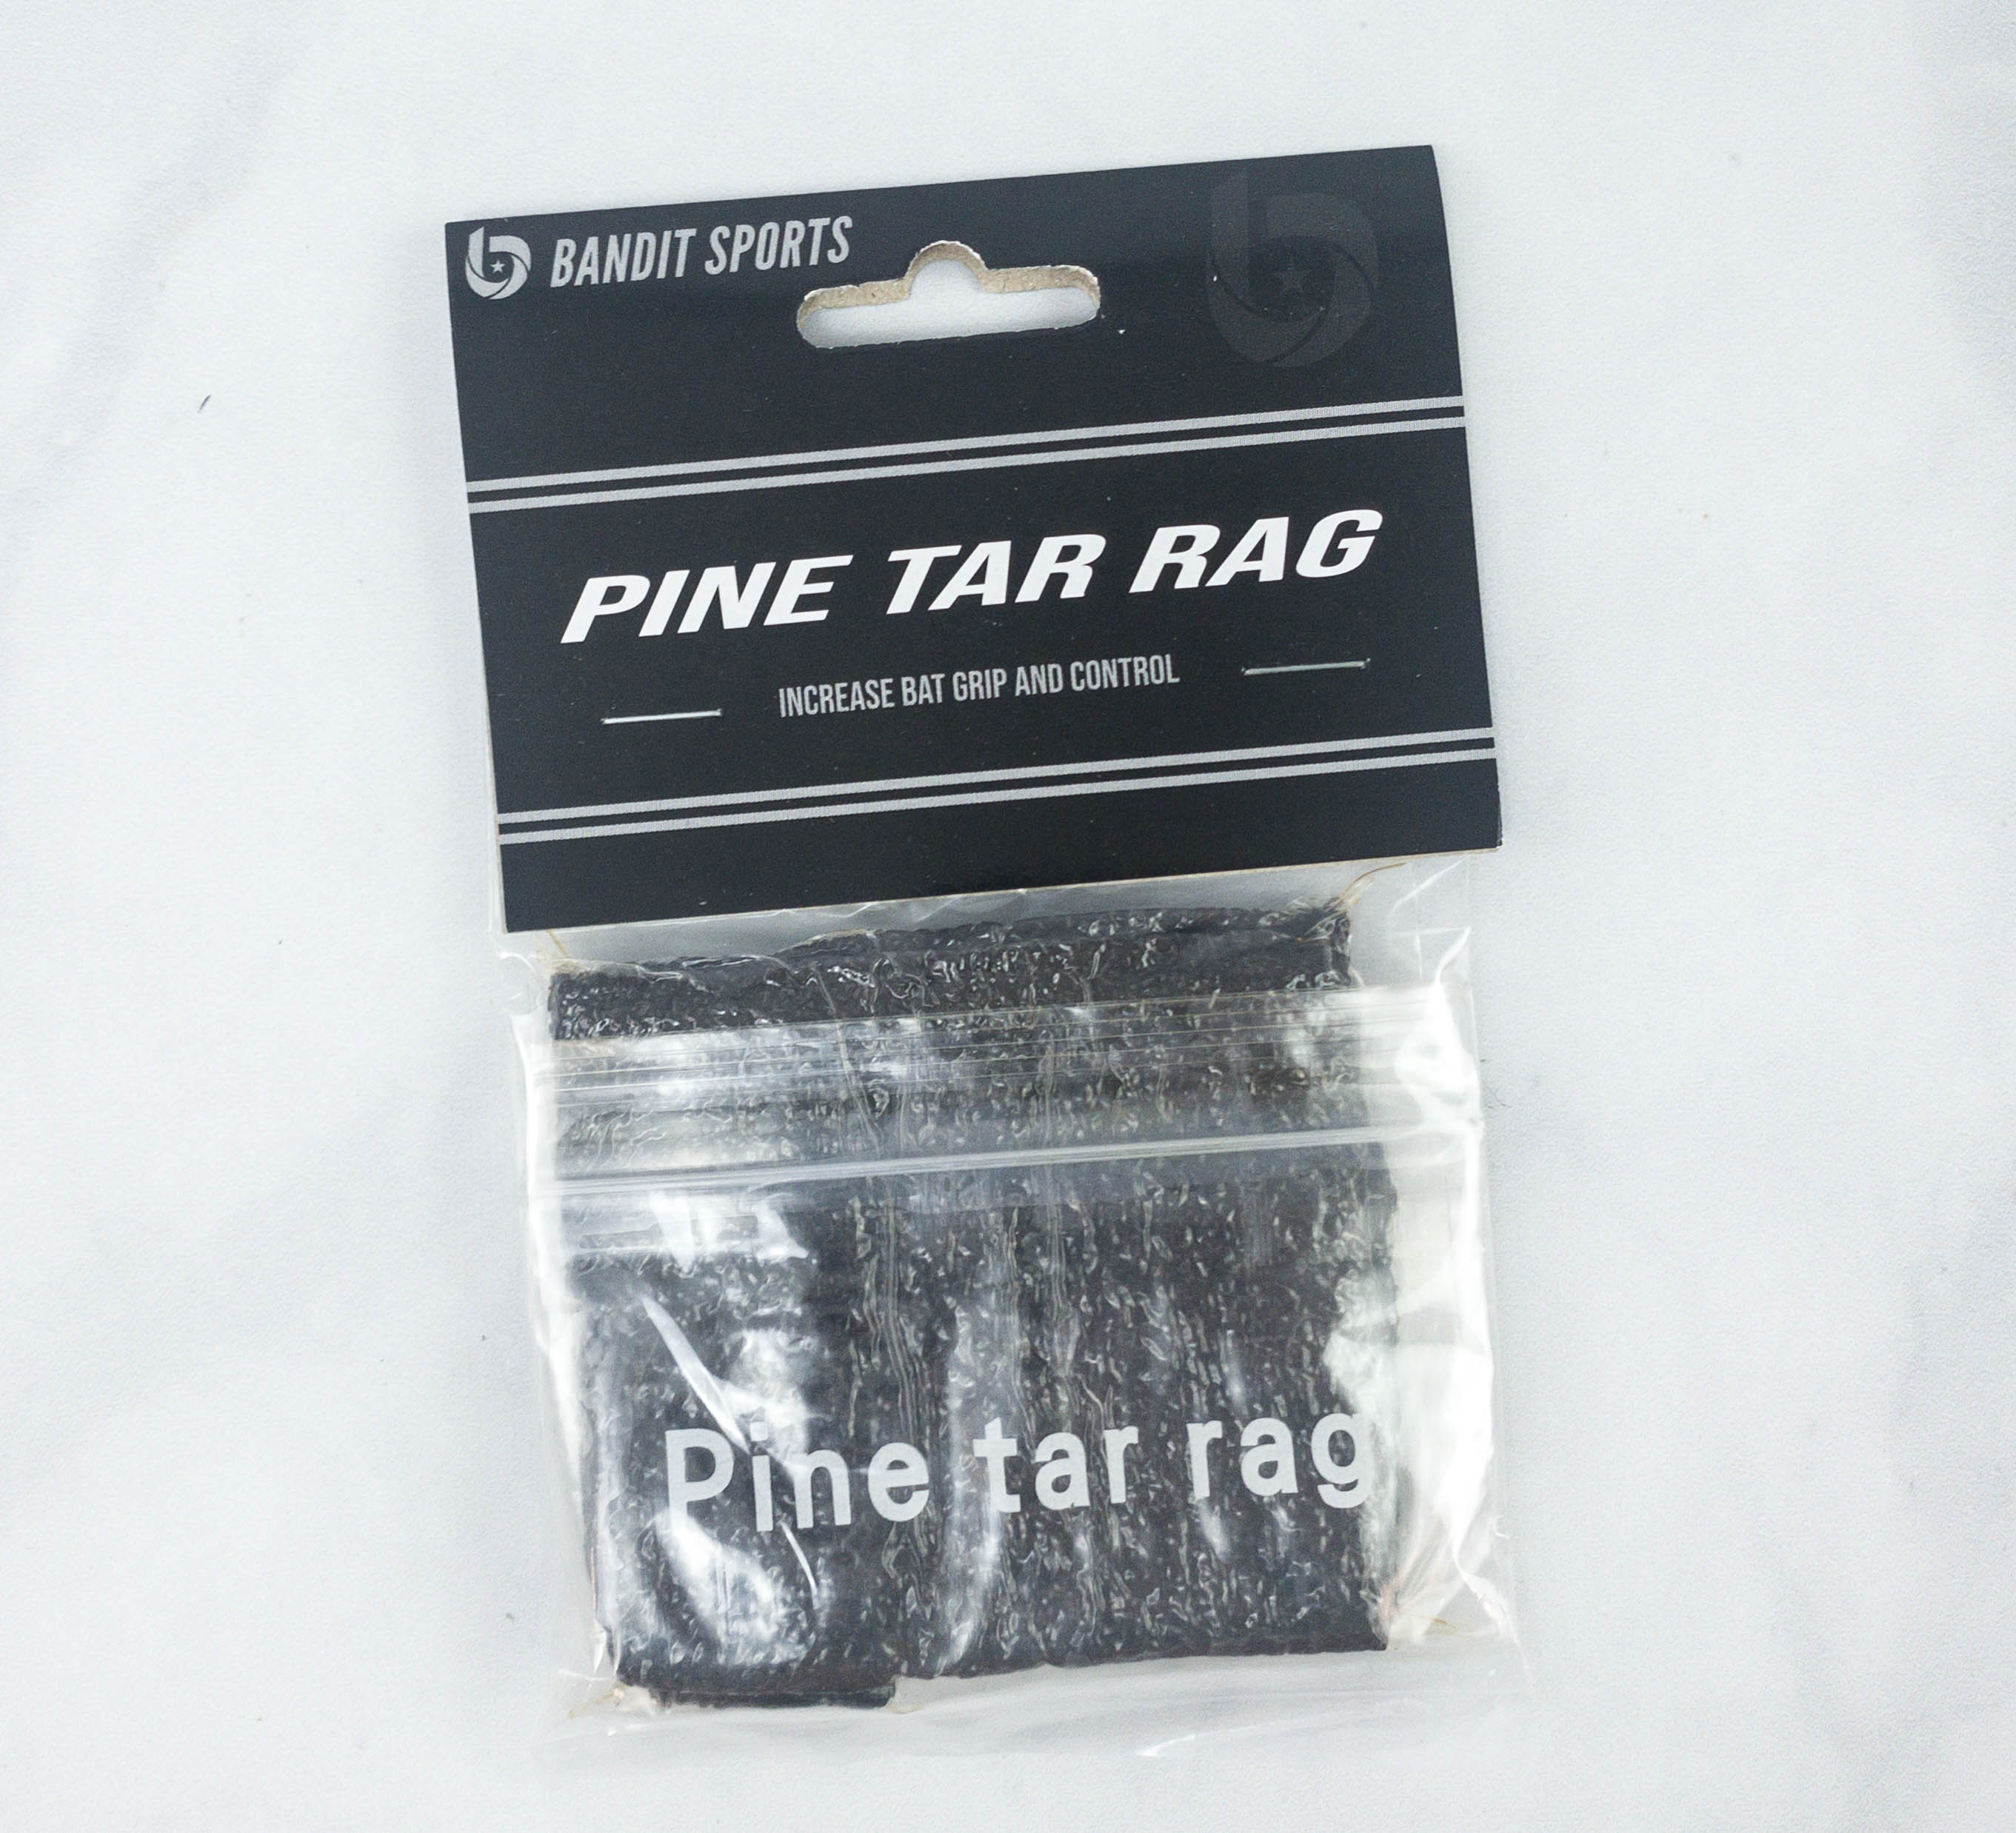 BANDIT SPORTS
PINE TAR RAG
INCREASE BAT GRIP AND CONTROL
Pine tar rag